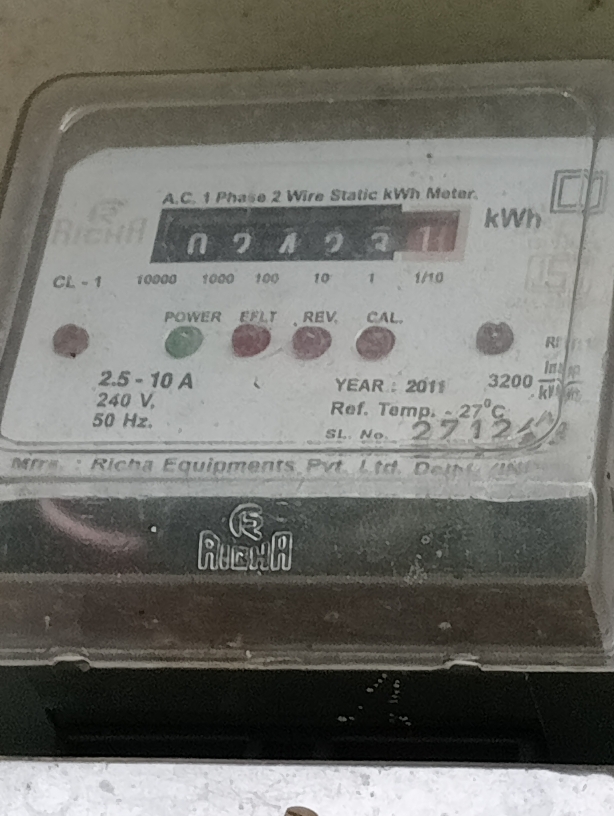 A.C. 1 Phase 2 Wire Static kWh Meter.
RICHA
kWh
CL - 1 10000 1000 100 10 1 1/10
POWER EFLT REV. CAL.
2.5 - 10 A
240 V,
50 Hz.
YEAR : 2011
3200 imp
Ref. Temp. - 27°C
SL. No.
Mfrs. : Richa Equipments Pvt. Ltd. Delhi
RICHA